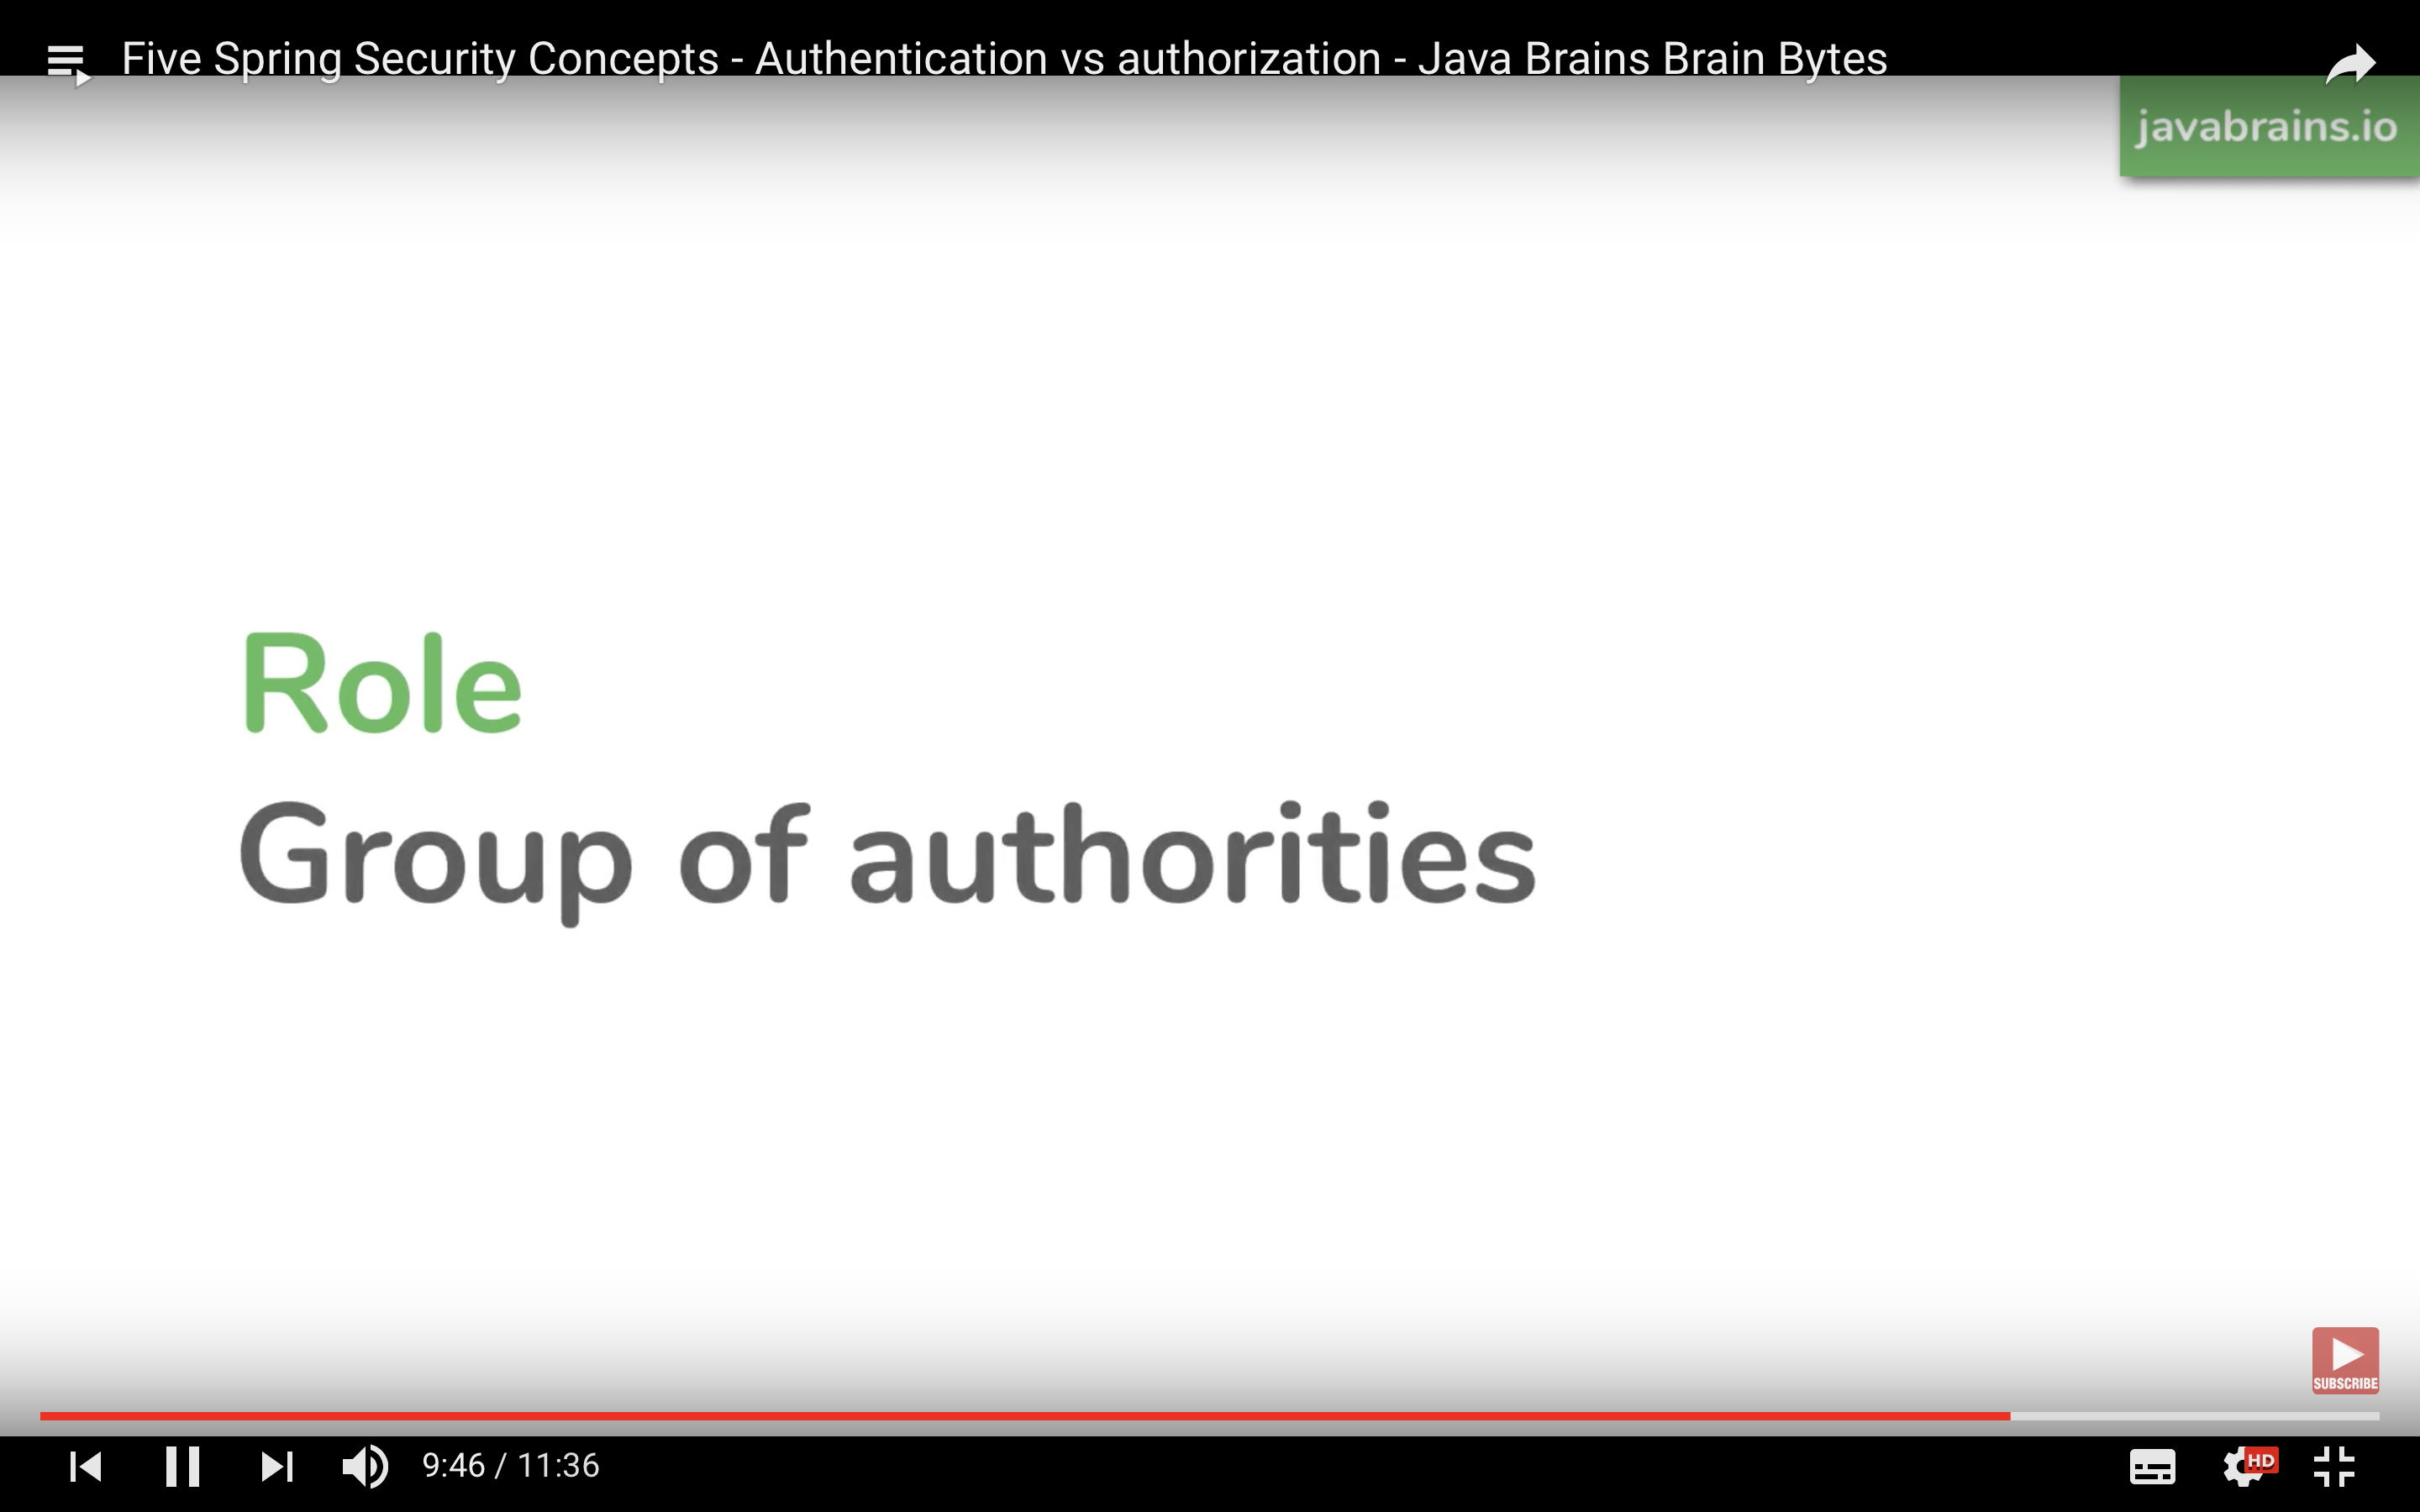 Five Spring Security Concepts - Authentication vs authorization - Java Brains Brain Bytes
javabrains.io
Role
Group of authorities
SUBSCRIBE
9:46 / 11:36
HD